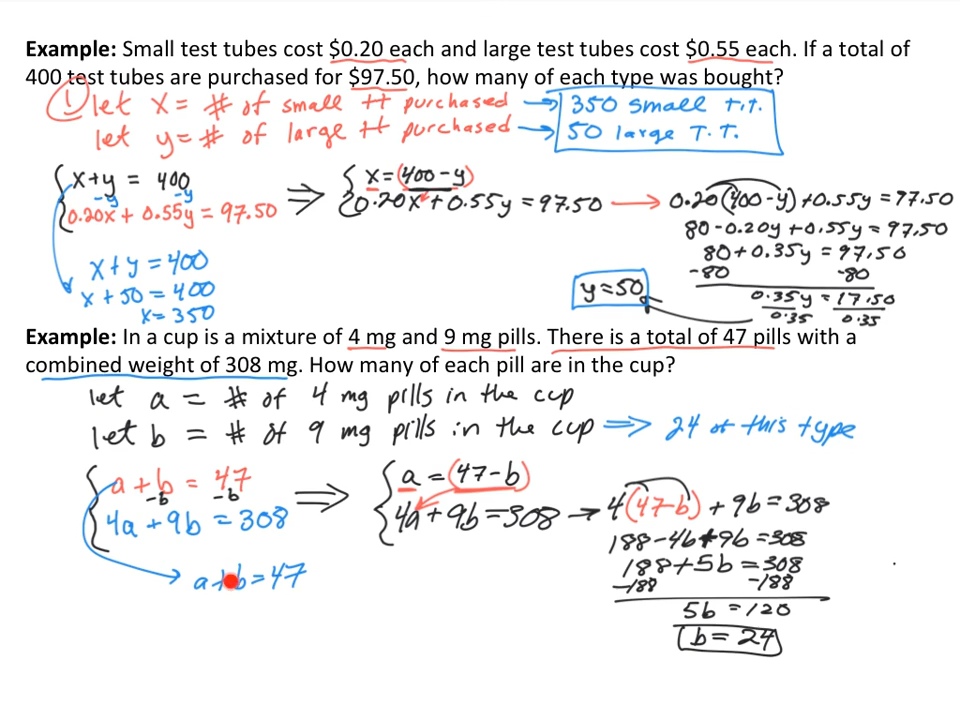 Example: Small test tubes cost $0.20 each and large test tubes cost $0.55 each. If a total of
400 test tubes are purchased for $97.50, how many of each type was bought?
① let x = # of small tt purchased → 350 small T.T.
let y = # of large tt purchased → 50 large T.T.
x+y = 400
-y -y
0.20x + 0.55y = 97.50
⇒
x = (400-y)
0.20x + 0.55y = 97.50
→ 0.20(400-y) + 0.55y = 97.50
80 - 0.20y + 0.55y = 97.50
80 + 0.35y = 97.50
-80 -80
0.35y = 17.50
0.35 0.35
y = 50
x + y = 400
x + 50 = 400
x = 350
Example: In a cup is a mixture of 4 mg and 9 mg pills. There is a total of 47 pills with a
combined weight of 308 mg. How many of each pill are in the cup?
let a = # of 4 mg pills in the cup
let b = # of 9 mg pills in the cup ⇒ 24 of this type
a + b = 47
-b -b
4a + 9b = 308
⇒
a = (47-b)
4a + 9b = 308
→ 4(47-b) + 9b = 308
188 - 4b + 9b = 308
188 + 5b = 308
-188 -188
5b = 120
b = 24
→ a+b = 47